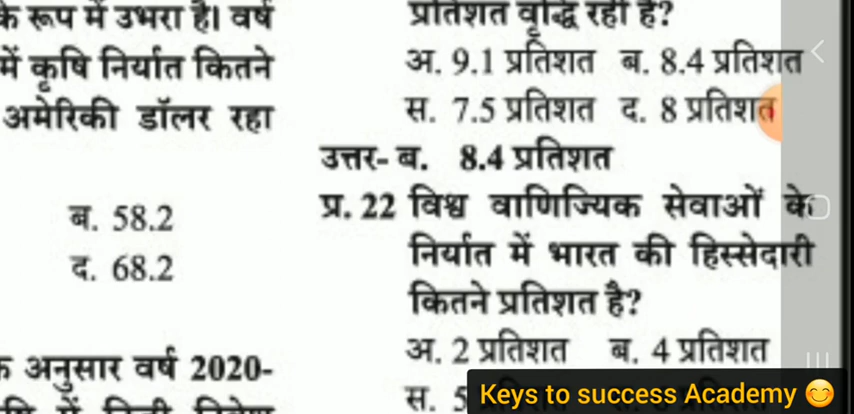 के रूप में उभरा है। वर्ष
में कृषि निर्यात कितने
अमेरिकी डॉलर रहा
ब. 58.2
द. 68.2
अनुसार वर्ष 2020-
प्रतिशत वृद्धि रही है?
अ. 9.1 प्रतिशत ब. 8.4 प्रतिशत
स. 7.5 प्रतिशत द. 8 प्रतिशत
उत्तर- ब. 8.4 प्रतिशत
प्र. 22 विश्व वाणिज्यिक सेवाओं के
निर्यात में भारत की हिस्सेदारी
कितने प्रतिशत है?
अ. 2 प्रतिशत ब. 4 प्रतिशत
स. 5
Keys to success Academy 😊